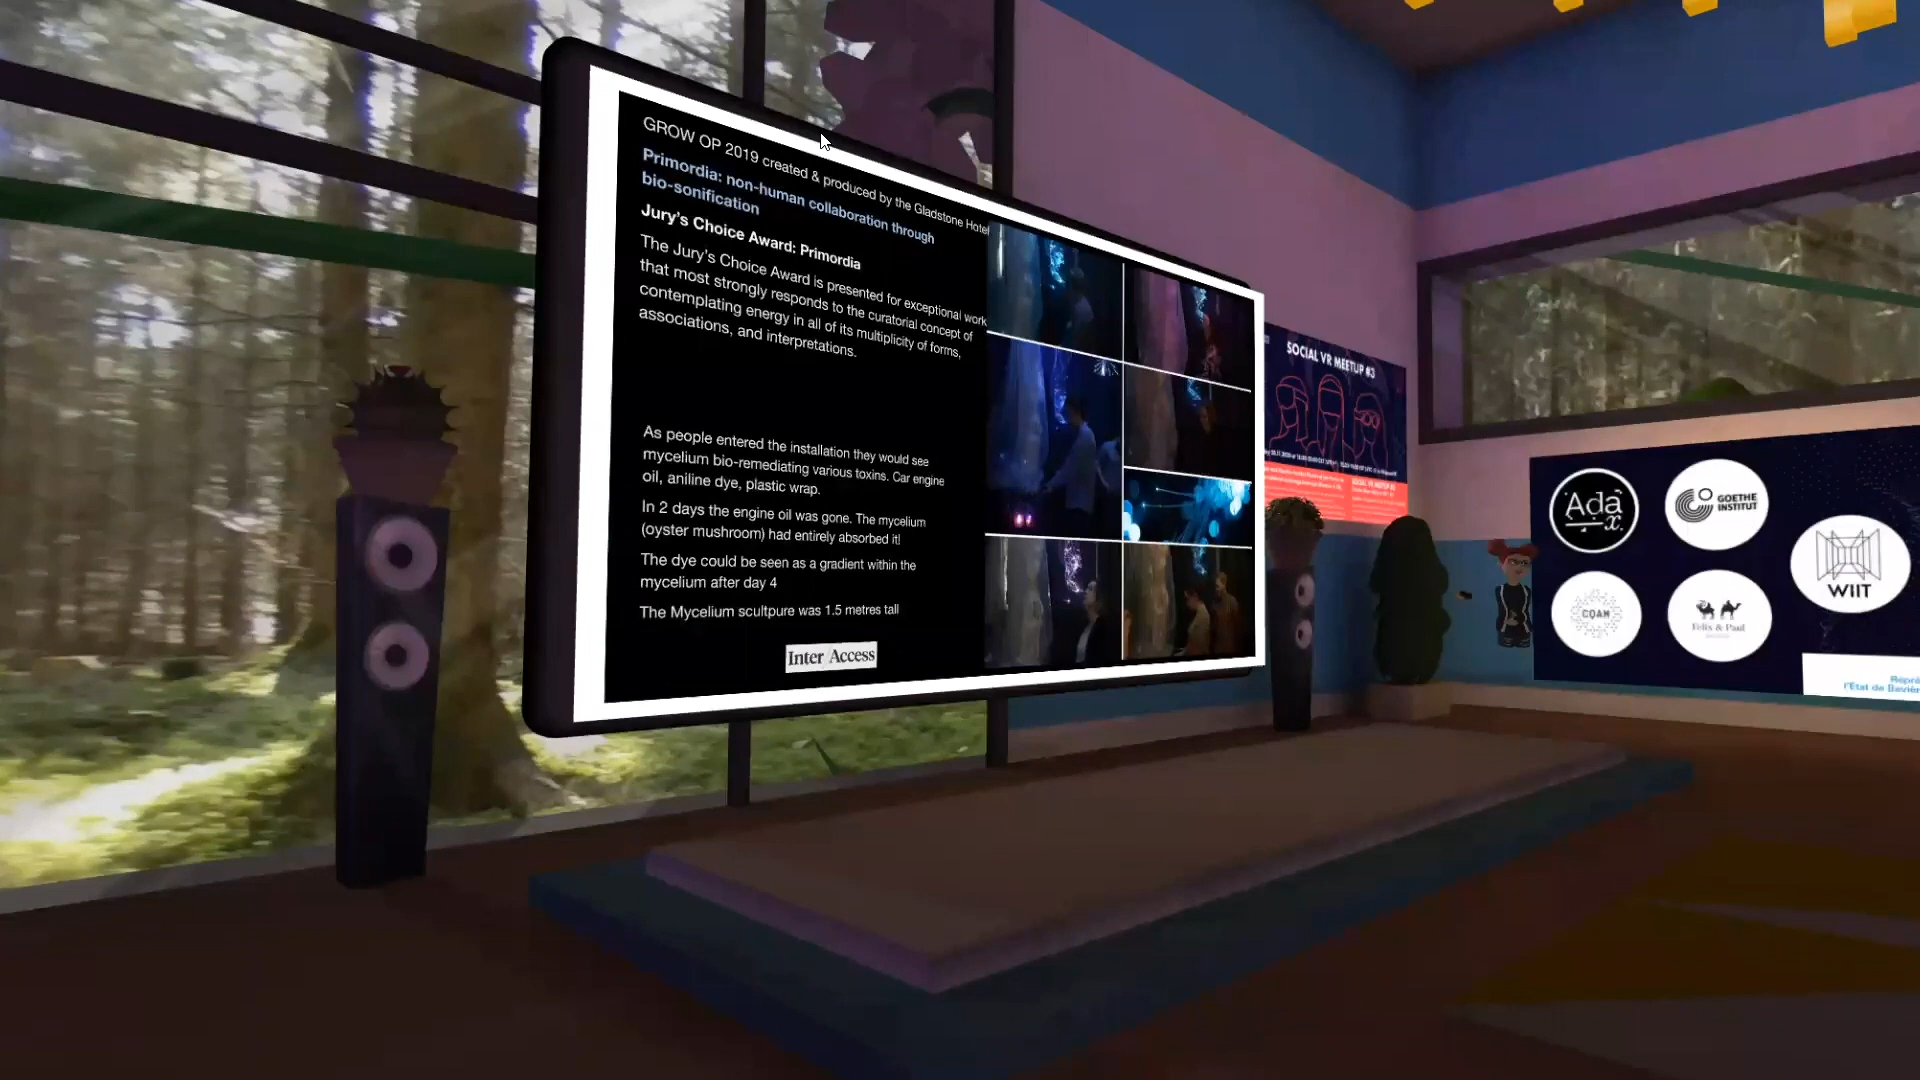 GROW OP 2019 created & produced by the Gladstone Hotel
Primordia: non-human collaboration through
bio-sonification
Jury's Choice Award: Primordia
The Jury's Choice Award is presented for exceptional work
that most strongly responds to the curatorial concept of
contemplating energy in all of its multiplicity of forms,
associations, and interpretations.
As people entered the installation they would see
mycelium bio-remediating various toxins. Car engine
oil, aniline dye, plastic wrap.
In 2 days the engine oil was gone. The mycelium
(oyster mushroom) had entirely absorbed it!
The dye could be seen as a gradient within the
mycelium after day 4
The Mycelium scultpure was 1.5 metres tall
Inter Access
SOCIAL VR MEETUP #3
Ada
x
GOETHE
INSTITUT
WIIT
CQAM
Felix & Paul
Repré
l'État de Baviè